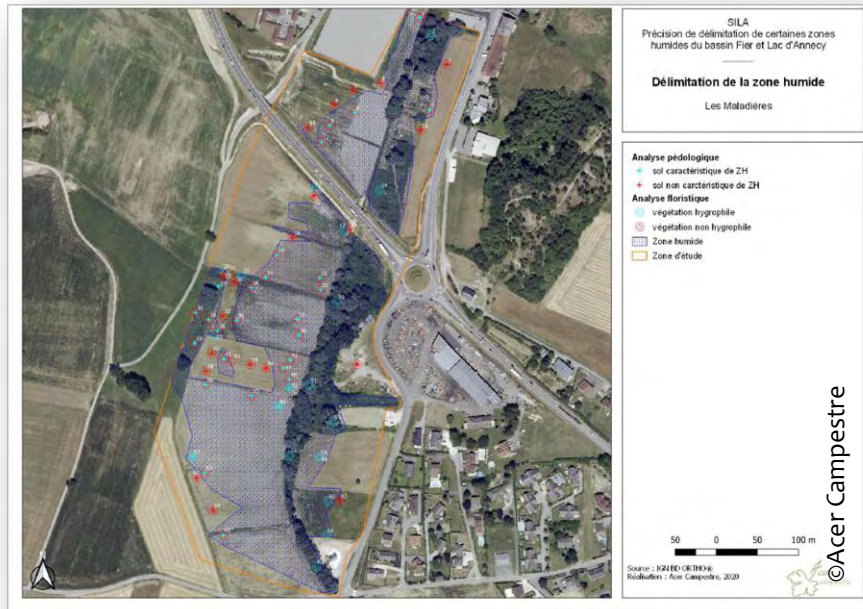 SILA
Précision de délimitation de certaines zones
humides du bassin Fier et Lac d'Annecy
Délimitation de la zone humide
Les Maladières
Analyse pédologique
sol caractéristique de ZH
sol non carctéristique de ZH
Analyse floristique
végétation hygrophile
végétation non hygrophile
Zone humide
Zone d'étude
50 0 50 100 m
Source : IGN BD ORTHO®
Réalisation : Acer Campestre, 2020
©Acer Campestre